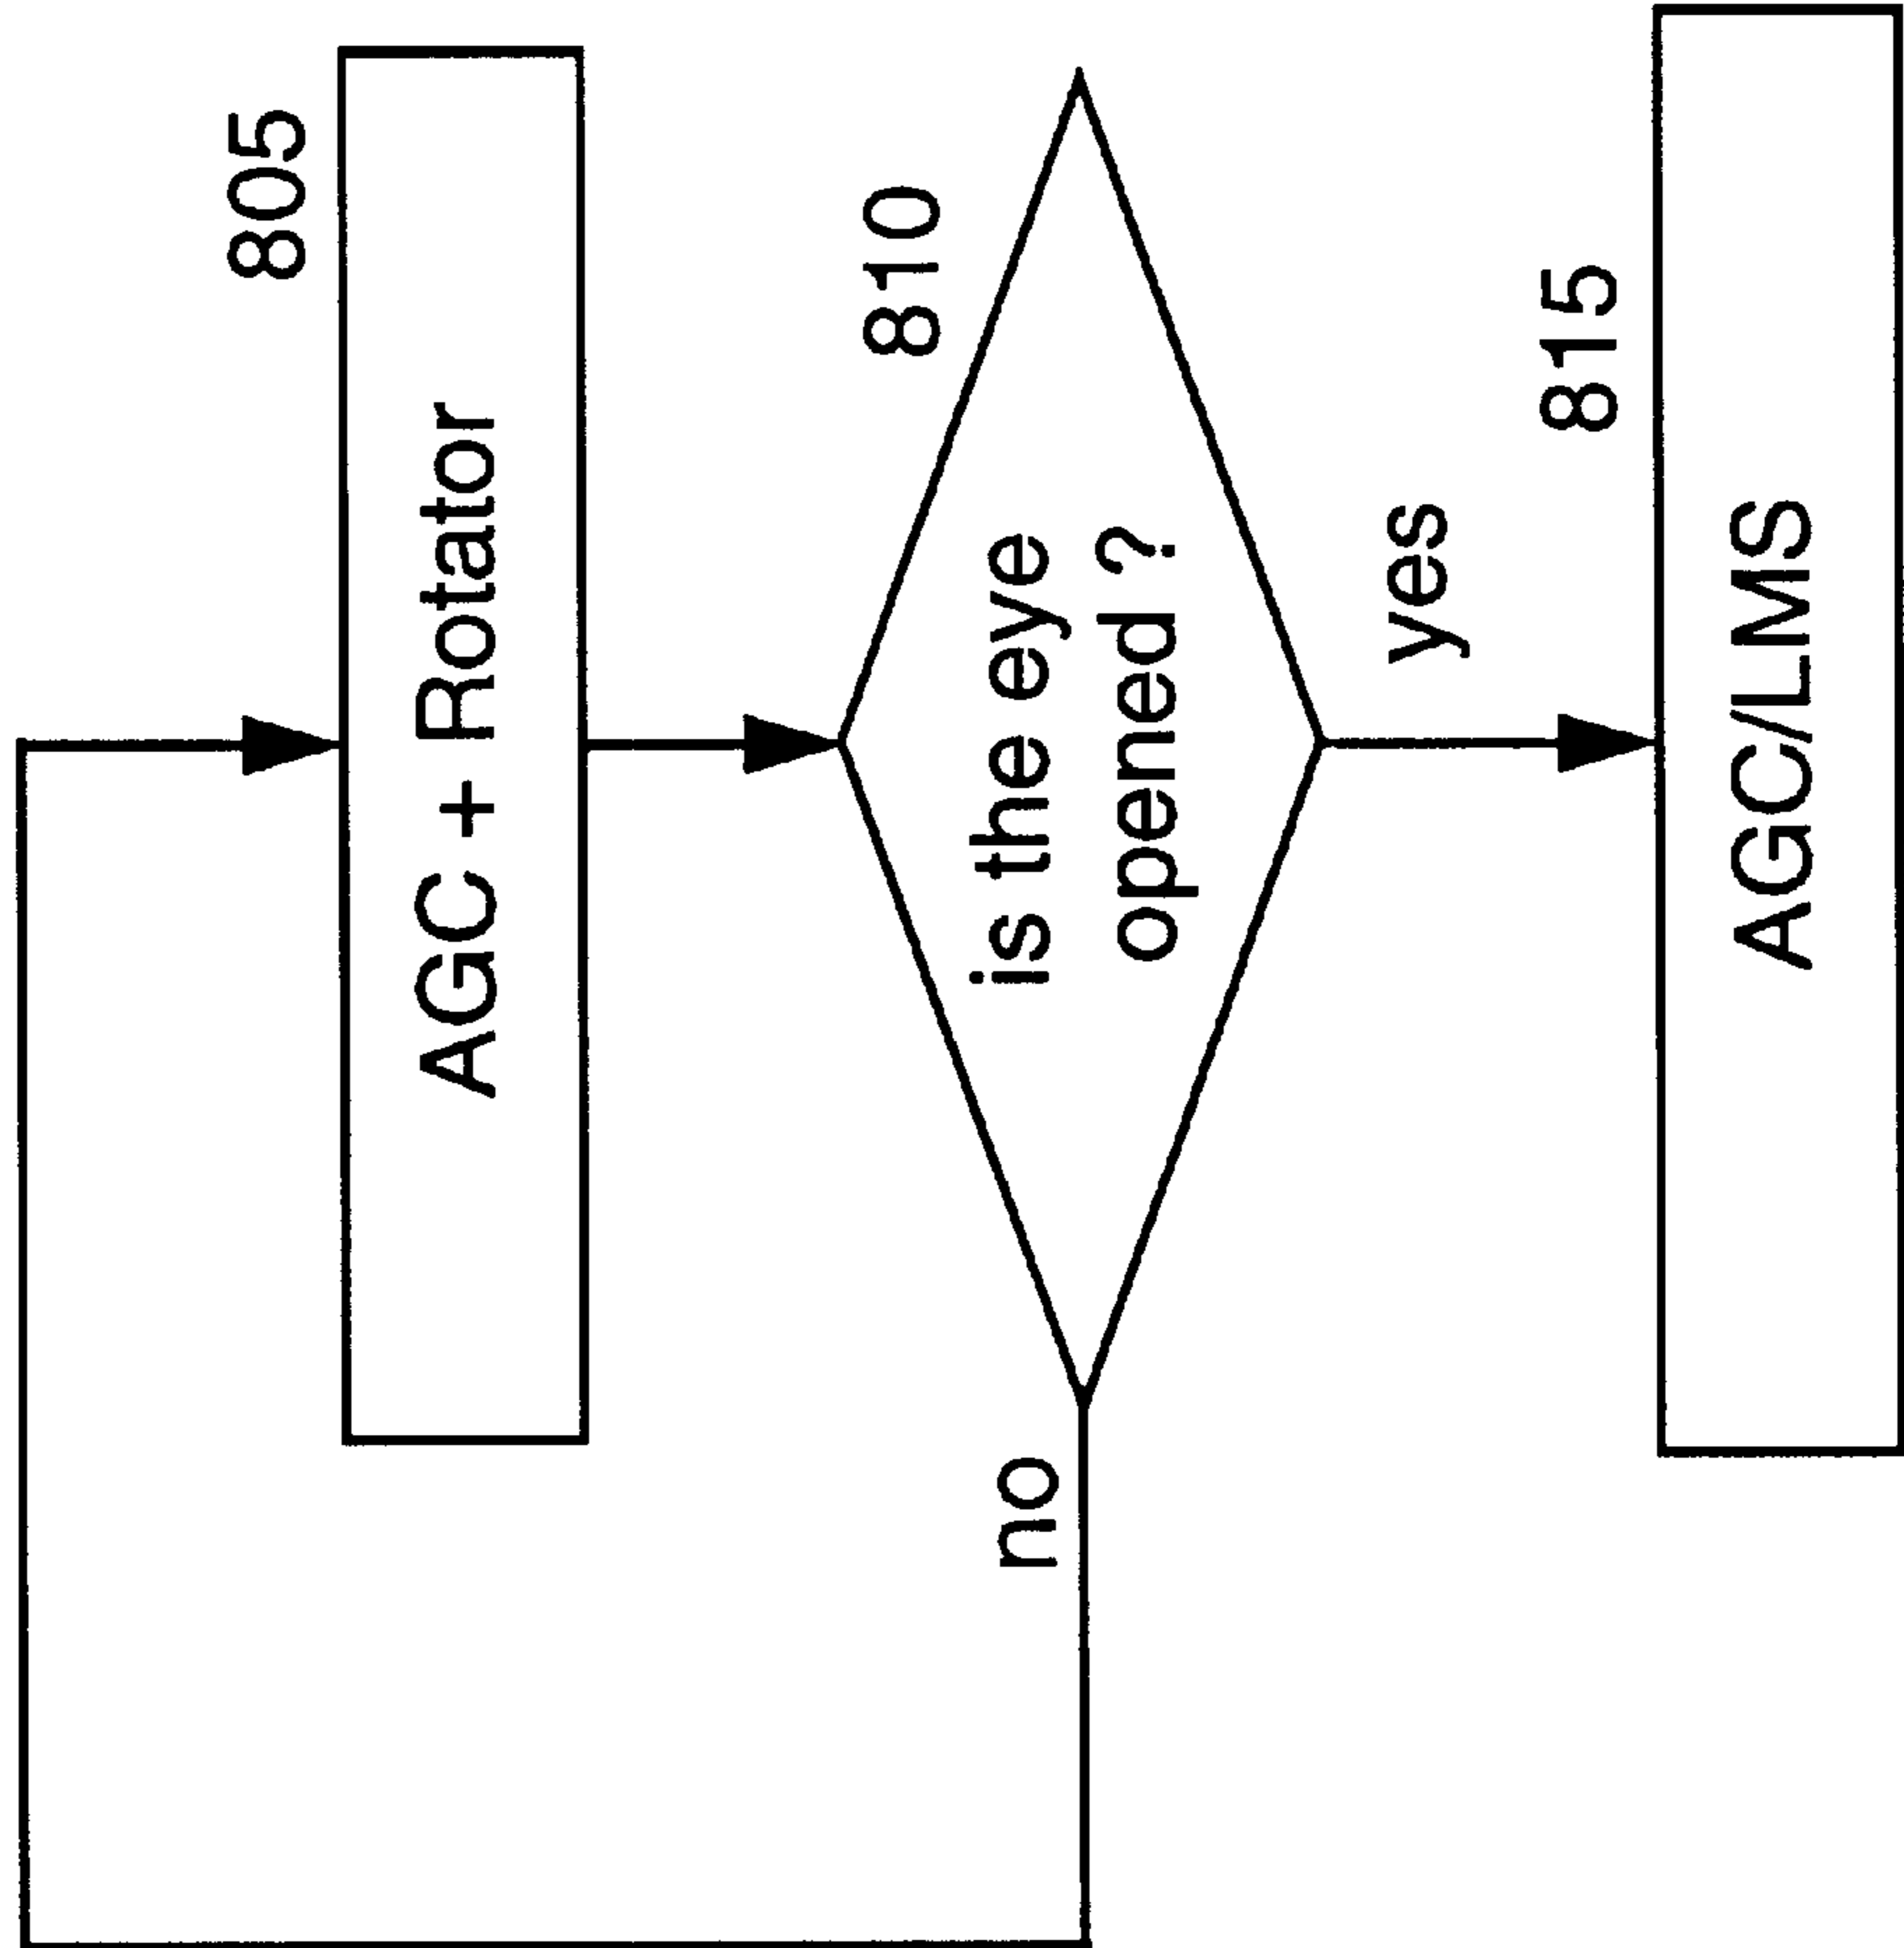 805
AGC + Rotator
810
is the eye
opened ?
no
yes
815
AGC/LMS